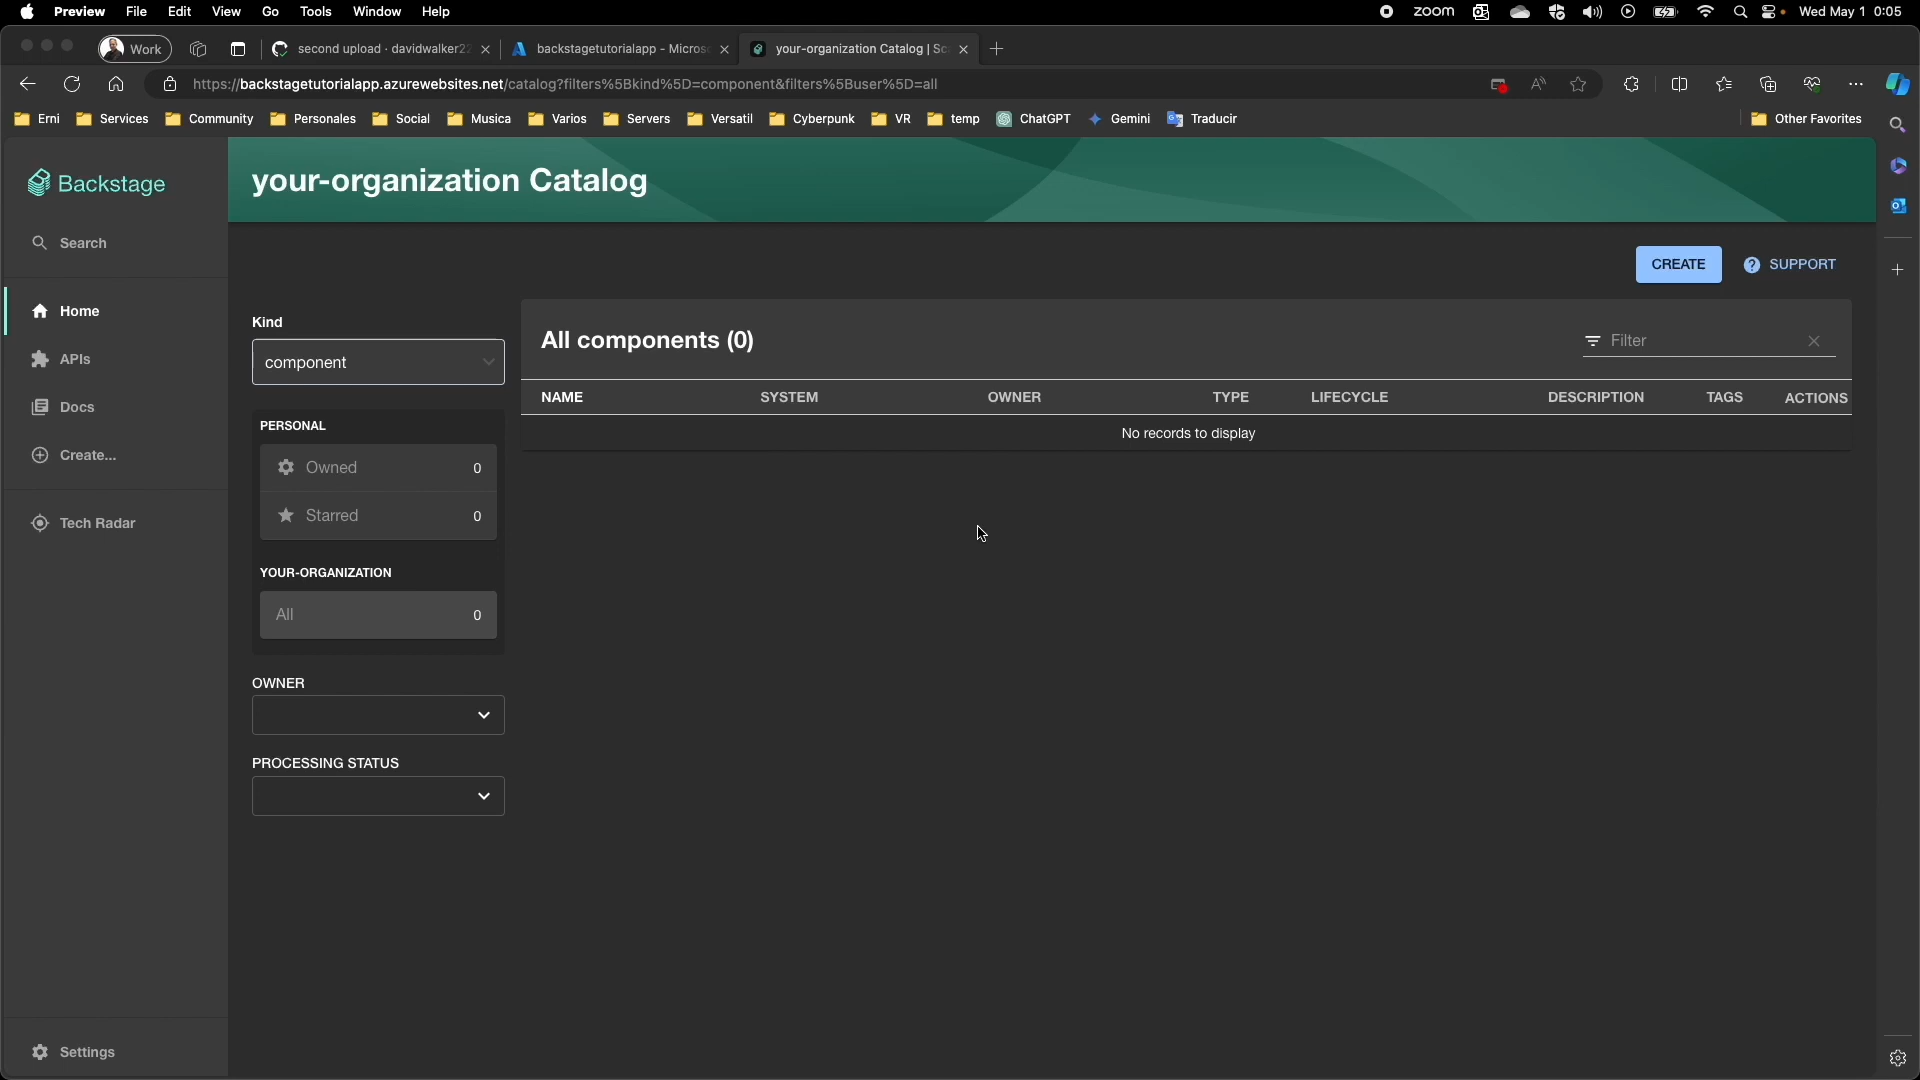 Preview File Edit View Go Tools Window Help zoom Wed May 1 0:05
Work second upload · davidwalker22 backstagetutorialapp - Micros your-organization Catalog | Sc
https://backstagetutorialapp.azurewebsites.net/catalog?filters%5Bkind%5D=component&filters%5Buser%5D=all
Erni Services Community Personales Social Musica Varios Servers Versatil Cyberpunk VR temp ChatGPT Gemini Traducir Other Favorites
Backstage
your-organization Catalog
Search
CREATE SUPPORT
Home
APIs
Docs
Create...
Tech Radar
Settings
Kind
component
PERSONAL
Owned 0
Starred 0
YOUR-ORGANIZATION
All 0
OWNER
PROCESSING STATUS
All components (0)
Filter
NAME SYSTEM OWNER TYPE LIFECYCLE DESCRIPTION TAGS ACTIONS
No records to display